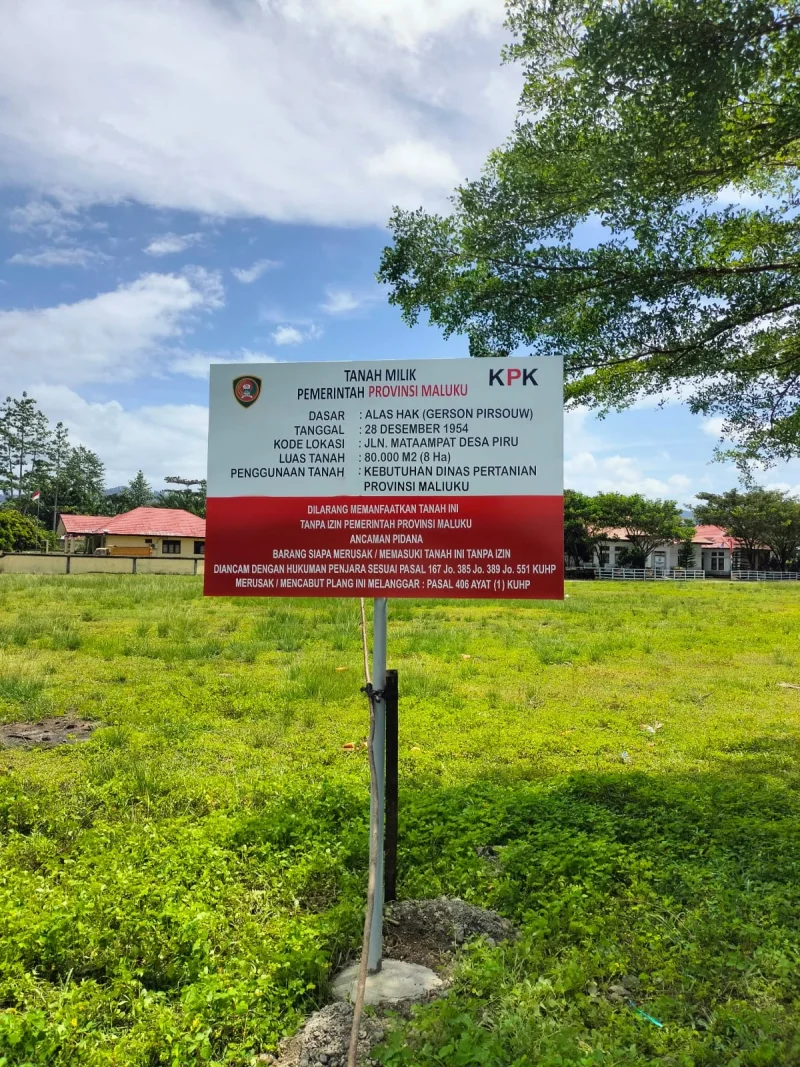 TANAH MILIK
PEMERINTAH PROVINSI MALUKU
KPK
DASAR : ALAS HAK (GERSON PIRSOUW)
TANGGAL : 28 DESEMBER 1954
KODE LOKASI : JLN. MATAAMPAT DESA PIRU
LUAS TANAH : 80.000 M2 (8 Ha)
PENGGUNAAN TANAH : KEBUTUHAN DINAS PERTANIAN
PROVINSI MALIUKU
DILARANG MEMANFAATKAN TANAH INI
TANPA IZIN PEMERINTAH PROVINSI MALUKU
ANCAMAN PIDANA
BARANG SIAPA MERUSAK / MEMASUKI TANAH INI TANPA IZIN
DIANCAM DENGAN HUKUMAN PENJARA SESUAI PASAL 167 Jo. 385 Jo. 389 Jo. 551 KUHP
MERUSAK / MENCABUT PLANG INI MELANGGAR : PASAL 406 AYAT (1) KUHP